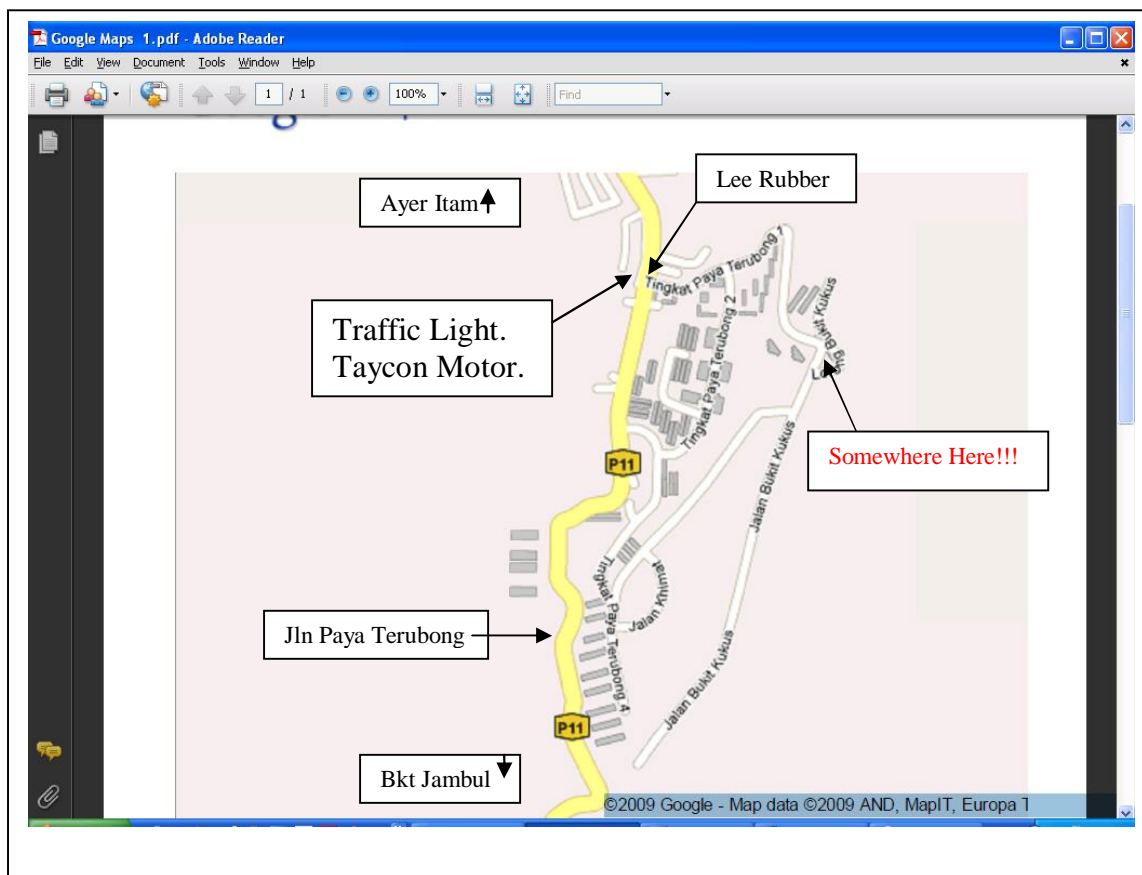 Google Maps 1.pdf - Adobe Reader
File Edit View Document Tools Window Help
1 / 1 100% Find
Ayer Itam
Lee Rubber
Tingkat Paya Terubong 1
Traffic Light.
Taycon Motor.
Tingkat Paya Terubong 2
Lorong Bukit Kukus
Somewhere Here!!!
P11
Jalan Bukit Kukus
Tingkat Paya Terubong 4
Jalan Khimat
Jln Paya Terubong
Jalan Bukit Kukus
P11
Bkt Jambul
©2009 Google - Map data ©2009 AND, MapIT, Europa T